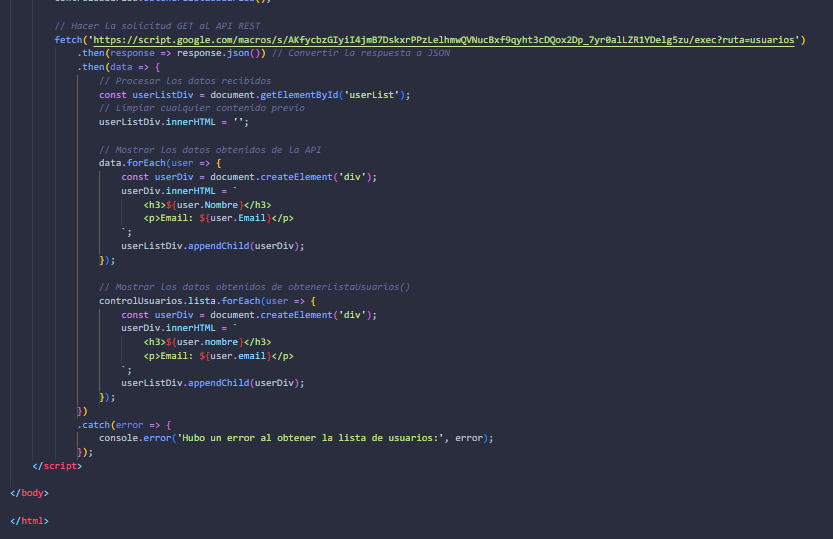 // Hacer la solicitud GET al API REST
fetch('https://script.google.com/macros/s/AKfycbzGIyiI4jmB7DskxrPPzLelhmwQVNucBxf9qyht3cDQox2Dp_7yr0alLZR1YDelg5zu/exec?ruta=usuarios')
.then(response => response.json()) // Convertir la respuesta a JSON
.then(data => {
// Procesar los datos recibidos
const userListDiv = document.getElementById('userList');
// Limpiar cualquier contenido previo
userListDiv.innerHTML = '';
// Mostrar los datos obtenidos de la API
data.forEach(user => {
const userDiv = document.createElement('div');
userDiv.innerHTML = `
<h3>${user.Nombre}</h3>
<p>Email: ${user.Email}</p>
`;
userListDiv.appendChild(userDiv);
});
// Mostrar los datos obtenidos de obtenerListaUsuarios()
controlUsuarios.lista.forEach(user => {
const userDiv = document.createElement('div');
userDiv.innerHTML = `
<h3>${user.nombre}</h3>
<p>Email: ${user.email}</p>
`;
userListDiv.appendChild(userDiv);
});
})
.catch(error => {
console.error('Hubo un error al obtener la lista de usuarios:', error);
});
</script>
</body>
</html>